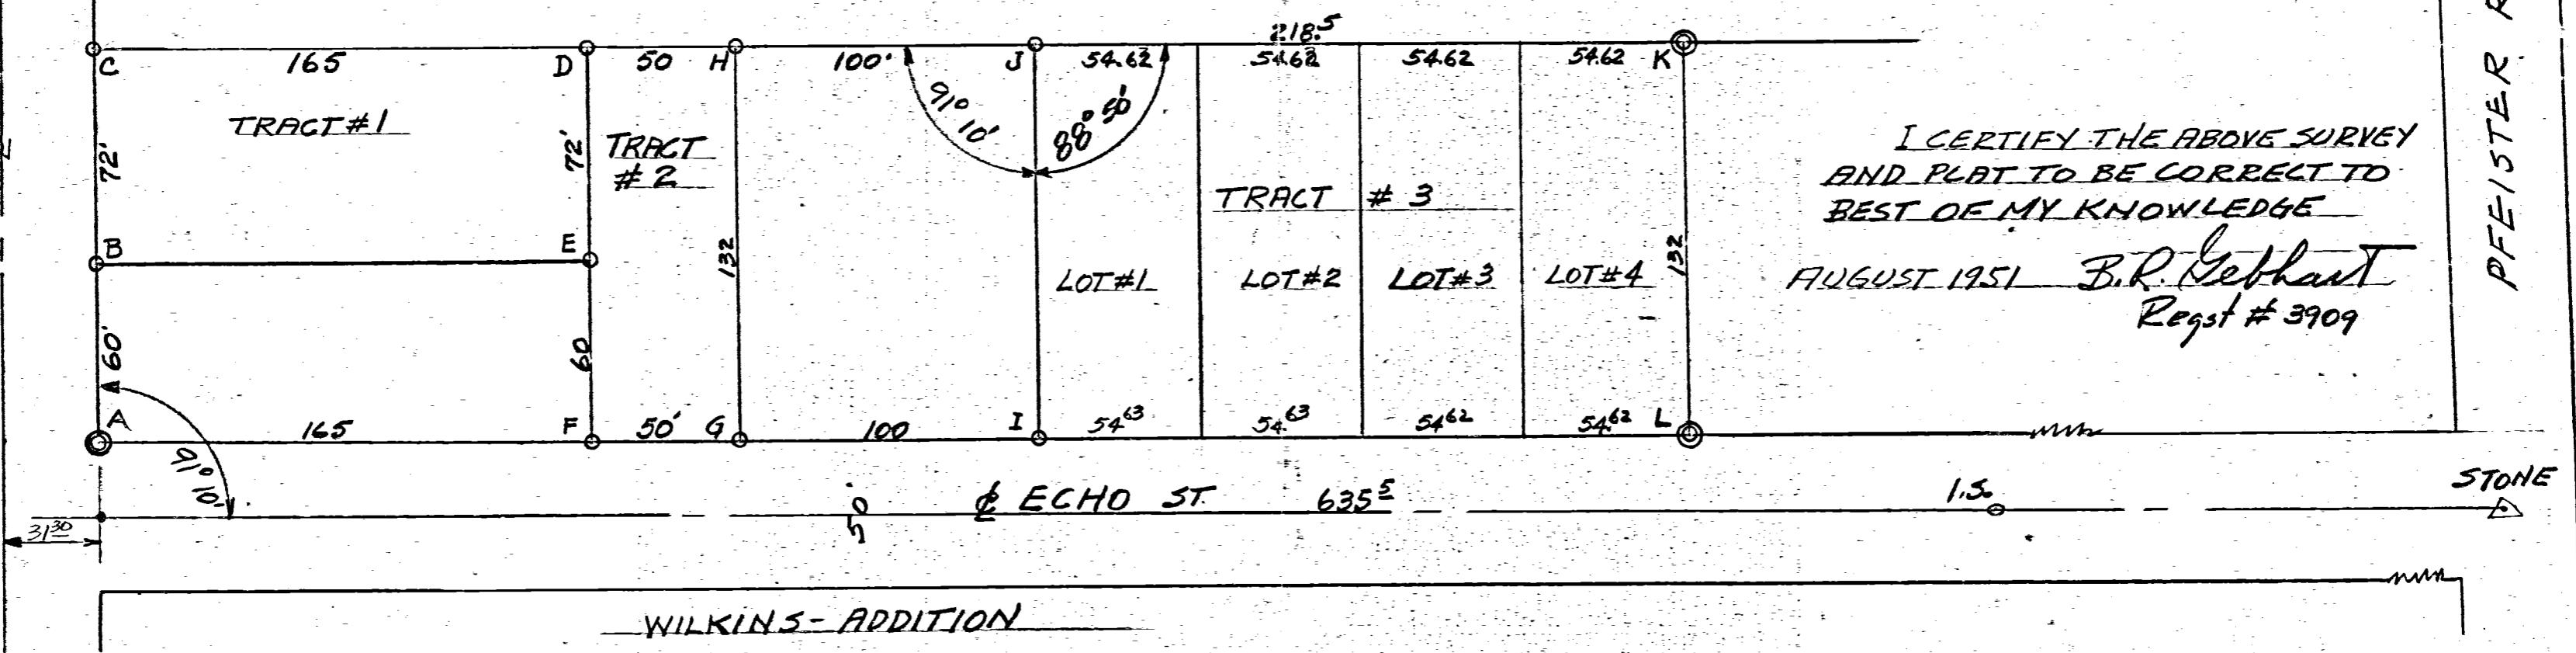 218.5
C 165 D 50 H 100' J 54.62 54.63 54.62 54.62 K
91° 10'
88° 50'
TRACT #1
TRACT
# 2
TRACT # 3
72'
72'
132
132
B
E
LOT #1
LOT #2
LOT #3
LOT #4
60'
60
A 165 F 50' G 100 I 54.63 54.63 54.62 54.62 L
91° 10'
I CERTIFY THE ABOVE SURVEY
AND PLAT TO BE CORRECT TO
BEST OF MY KNOWLEDGE
AUGUST 1951 B.R. Gebhart
Regst # 3909
PFEISTER R
31.30
50'
℄ ECHO ST. 635.5
I.S.
STONE
WILKINS - ADDITION